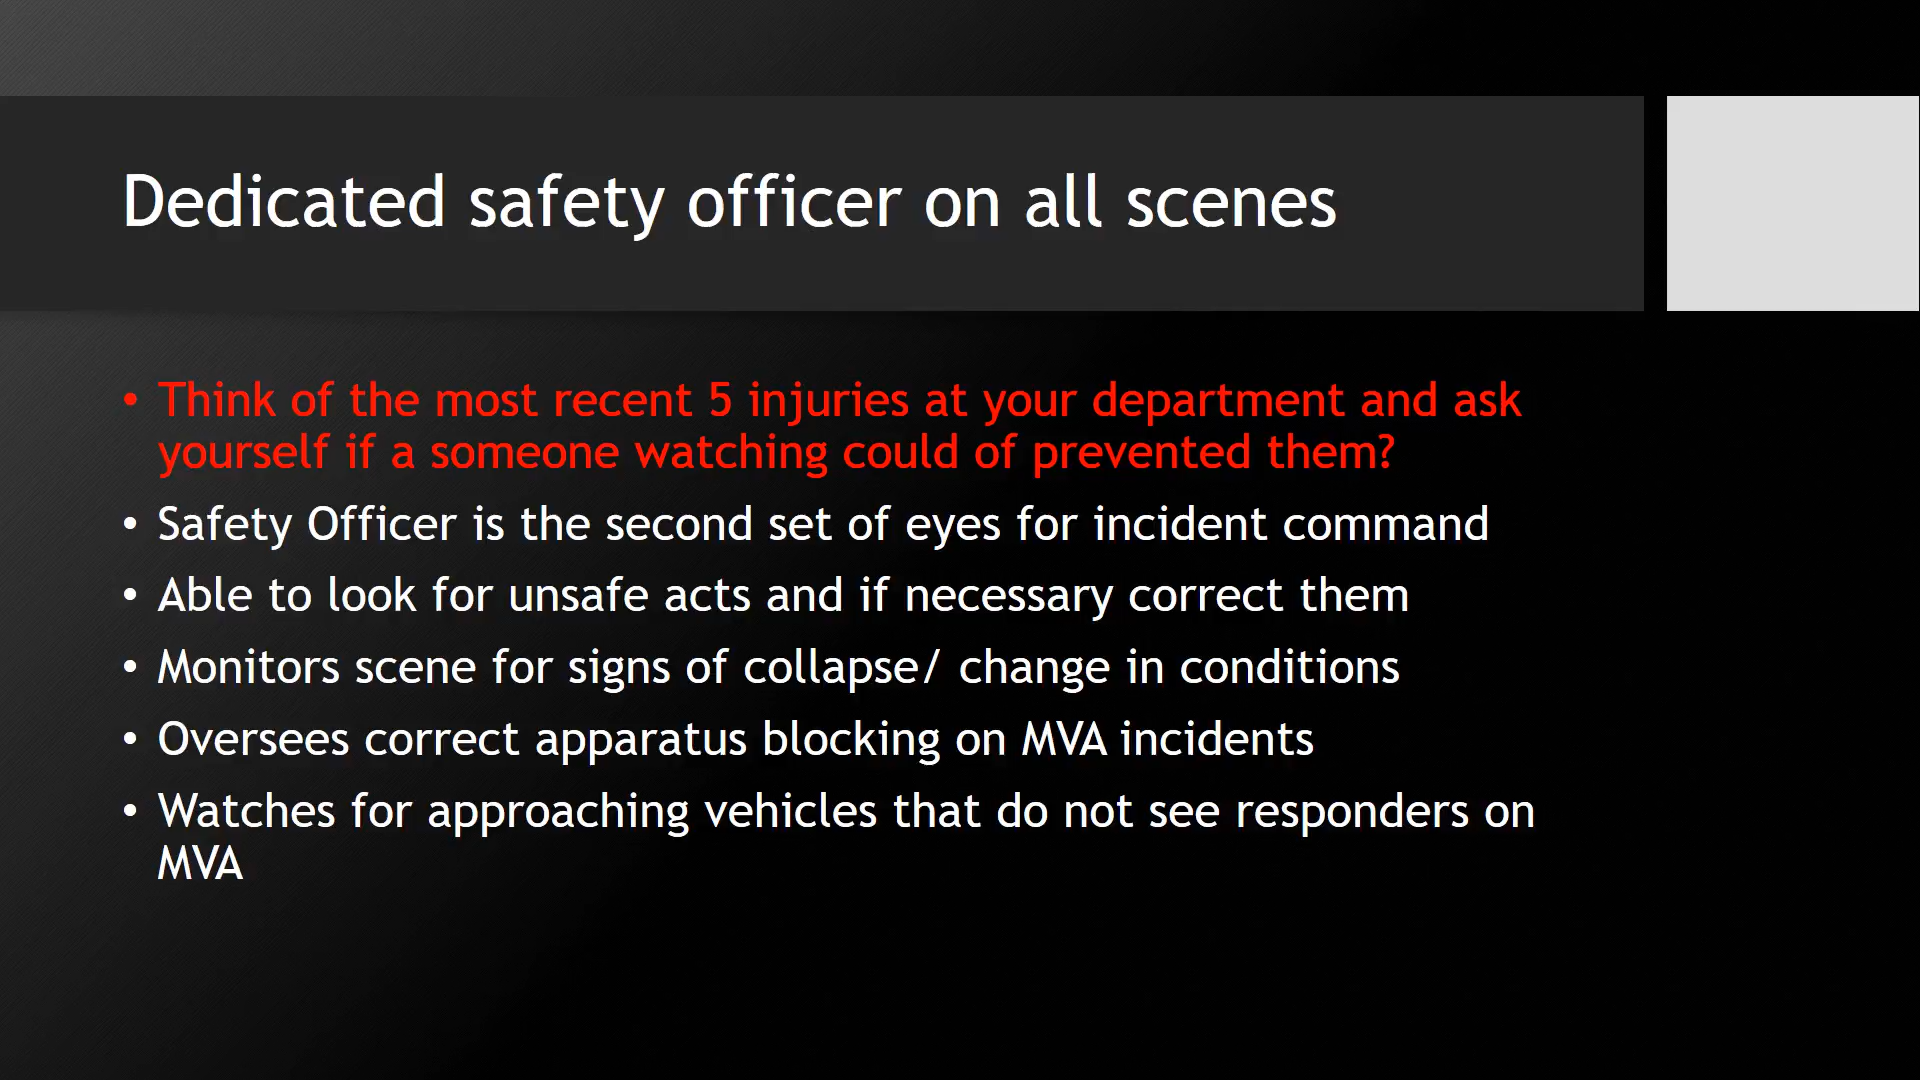 Dedicated safety officer on all scenes
• Think of the most recent 5 injuries at your department and ask
yourself if a someone watching could of prevented them?
• Safety Officer is the second set of eyes for incident command
• Able to look for unsafe acts and if necessary correct them
• Monitors scene for signs of collapse/ change in conditions
• Oversees correct apparatus blocking on MVA incidents
• Watches for approaching vehicles that do not see responders on
MVA